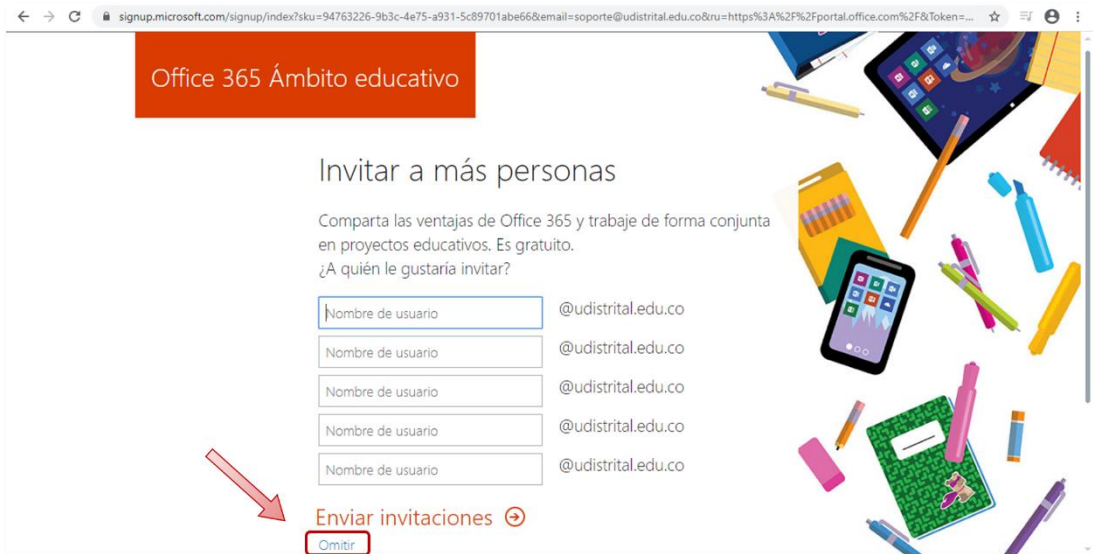 signup.microsoft.com/signup/index?sku=94763226-9b3c-4e75-a931-5c89701abe66&email=soporte@udistrital.edu.co&ru=https%3A%2F%2Fportal.office.com%2F&Token=...
Office 365 Ámbito educativo
Invitar a más personas
Comparta las ventajas de Office 365 y trabaje de forma conjunta
en proyectos educativos. Es gratuito.
¿A quién le gustaría invitar?
Nombre de usuario @udistrital.edu.co
Nombre de usuario @udistrital.edu.co
Nombre de usuario @udistrital.edu.co
Nombre de usuario @udistrital.edu.co
Nombre de usuario @udistrital.edu.co
Enviar invitaciones
Omitir